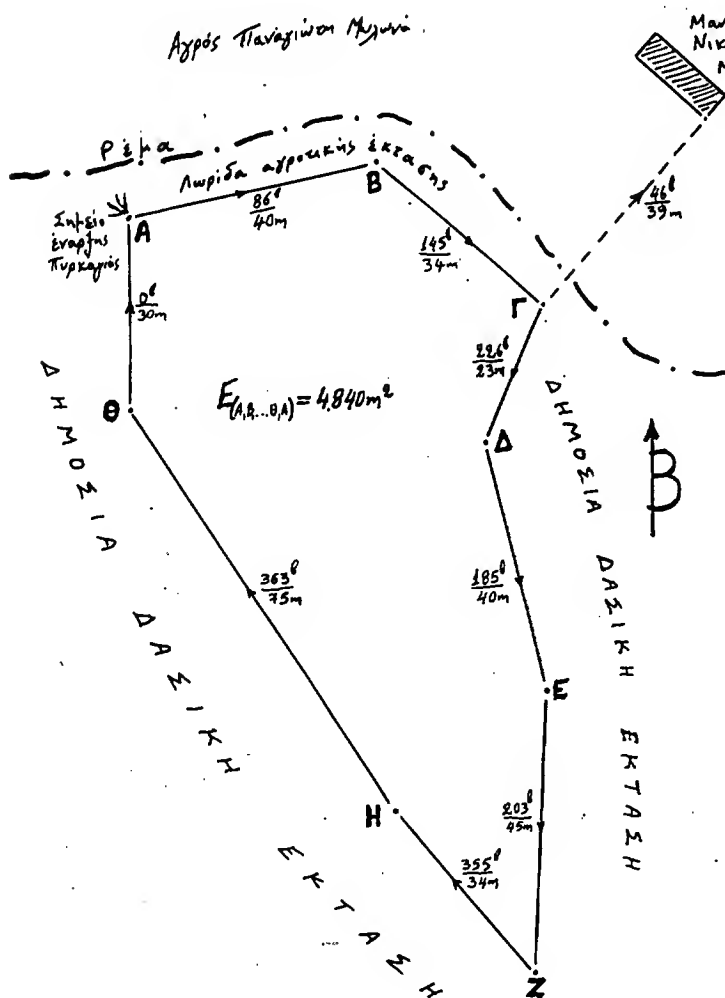 Αγρός Παναγιώτη Μυλωνά
Ρέμα
Λωρίδα αγροτικής έκτασης
Σημείο
έναρξης
Πυρκαγιάς
Α
86ᵍ
40m
Β
145ᵍ
34m
46ᵍ
39m
Γ
0ᵍ
30m
226ᵍ
23m
Θ
E(Α,Β,...Θ,Α) = 4.840m²
Δ
Β
185ᵍ
40m
363ᵍ
75m
Ε
Η
203ᵍ
45m
355ᵍ
34m
Ζ
ΔΗΜΟΣΙΑ ΔΑΣΙΚΗ ΕΚΤΑΣΗ
ΔΗΜΟΣΙΑ ΔΑΣΙΚΗ ΕΚΤΑΣΗ